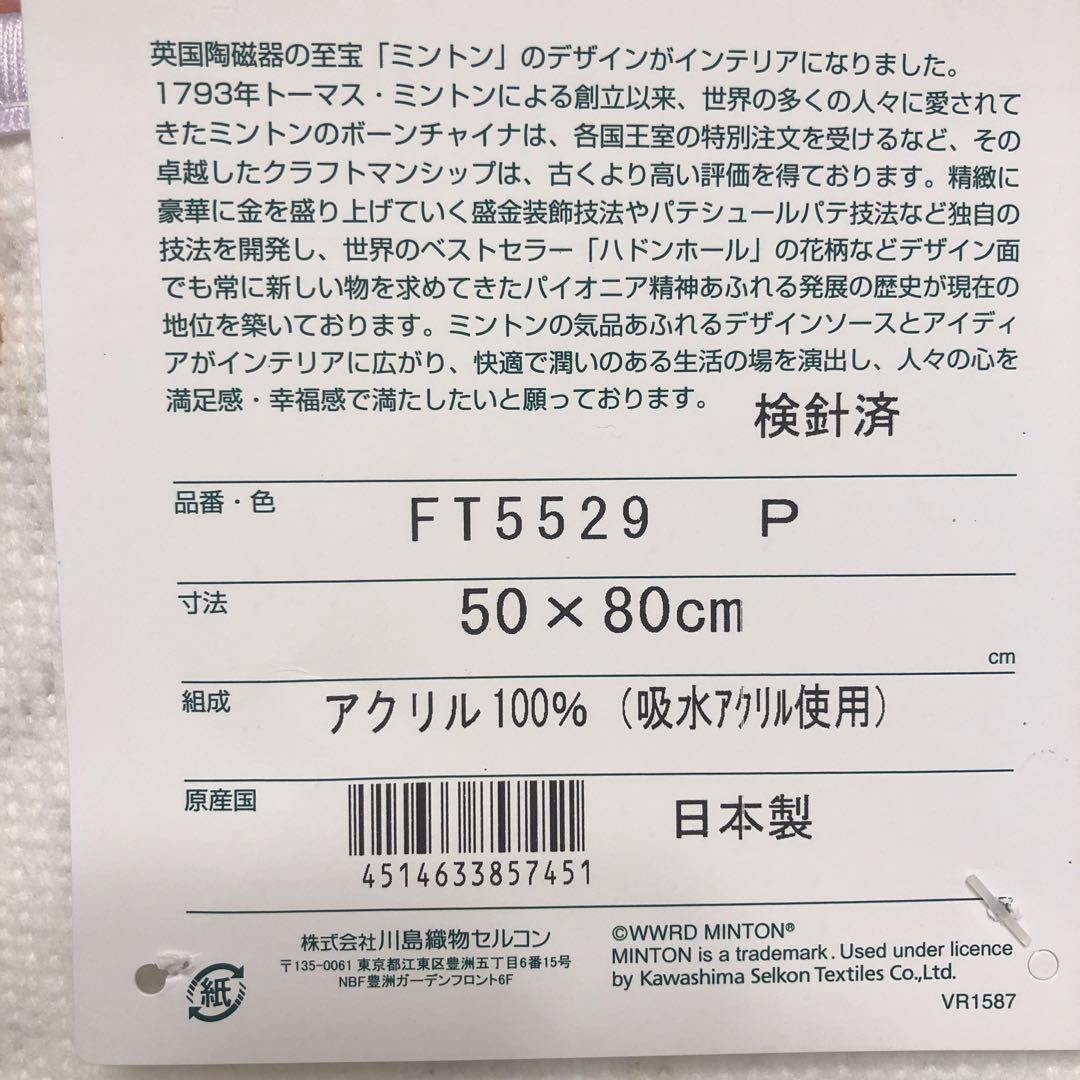 英国陶磁器の至宝「ミントン」のデザインがインテリアになりました。
1793年トーマス・ミントンによる創立以来、世界の多くの人々に愛されて
きたミントンのボーンチャイナは、各国王室の特別注文を受けるなど、その
卓越したクラフトマンシップは、古くより高い評価を得ております。精緻に
豪華に金を盛り上げていく盛金装飾技法やパテシュールパテ技法など独自の
技法を開発し、世界のベストセラー「ハドンホール」の花柄などデザイン面
でも常に新しい物を求めてきたパイオニア精神あふれる発展の歴史が現在の
地位を築いております。ミントンの気品あふれるデザインソースとアイディ
アがインテリアに広がり、快適で潤いのある生活の場を演出し、人々の心を
満足感・幸福感で満たしたいと願っております。
検針済
品番・色 FT5529 P
寸法 50×80cm
cm
組成 アクリル100% (吸水ｱｸﾘﾙ使用)
原産国 日本製
4514633857451
株式会社川島織物セルコン
〒135-0061 東京都江東区豊洲五丁目6番15号
NBF豊洲ガーデンフロント6F
紙
©WWRD MINTON®
MINTON is a trademark. Used under licence
by Kawashima Selkon Textiles Co.,Ltd.
VR1587